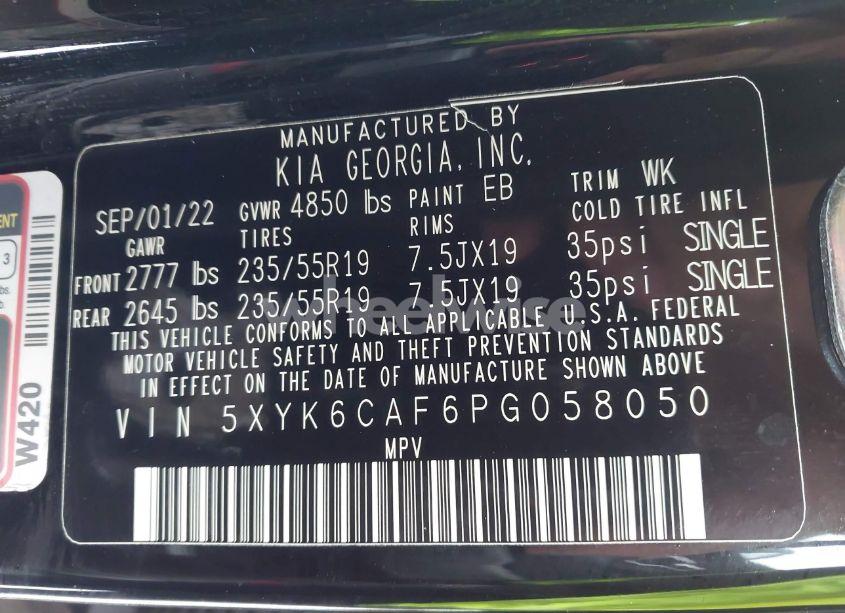 MANUFACTURED BY
KIA GEORGIA, INC.
SEP/01/22 GVWR 4850 lbs PAINT EB TRIM WK
GAWR TIRES RIMS COLD TIRE INFL
FRONT 2777 lbs 235/55R19 7.5JX19 35psi SINGLE
REAR 2645 lbs 235/55R19 7.5JX19 35psi SINGLE
THIS VEHICLE CONFORMS TO ALL APPLICABLE U.S.A. FEDERAL
MOTOR VEHICLE SAFETY AND THEFT PREVENTION STANDARDS
IN EFFECT ON THE DATE OF MANUFACTURE SHOWN ABOVE
VIN 5XYK6CAF6PG058050
MPV
W420
3
wheelwise